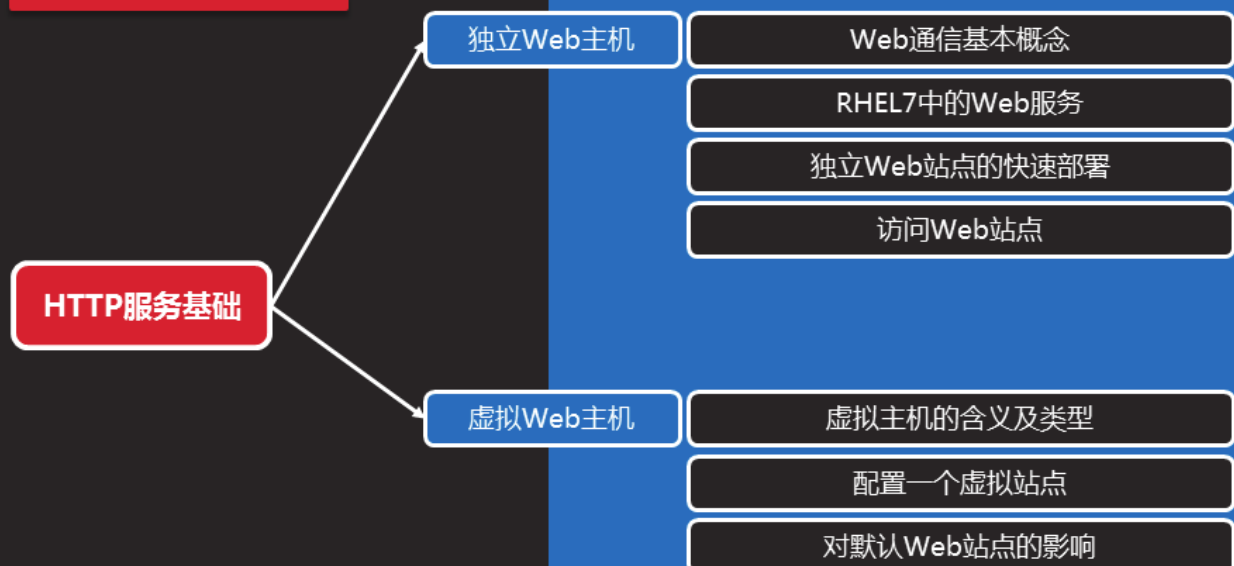 HTTP服务基础
独立Web主机
Web通信基本概念
RHEL7中的Web服务
独立Web站点的快速部署
访问Web站点
虚拟Web主机
虚拟主机的含义及类型
配置一个虚拟站点
对默认Web站点的影响